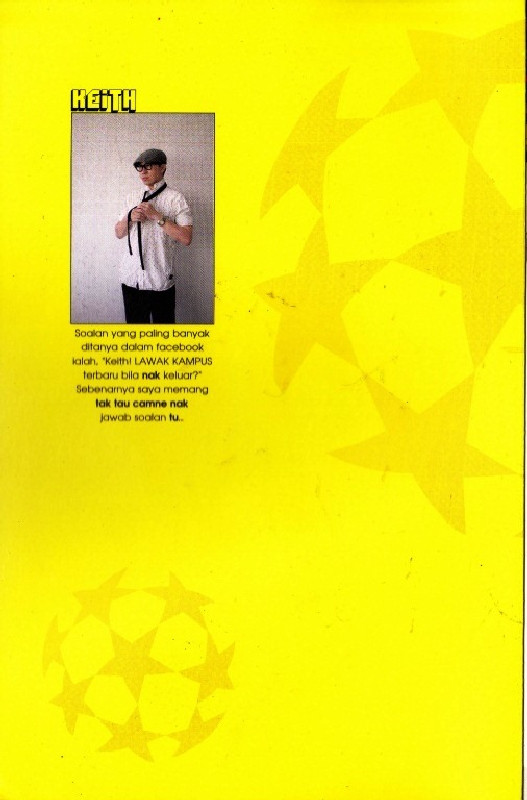 KEITH
Soalan yang paling banyak
ditanya dalam facebook
ialah, "Keith! LAWAK KAMPUS
terbaru bila nak keluar?"
Sebenarnya saya memang
tak tau camne nak
jawab soalan tu..